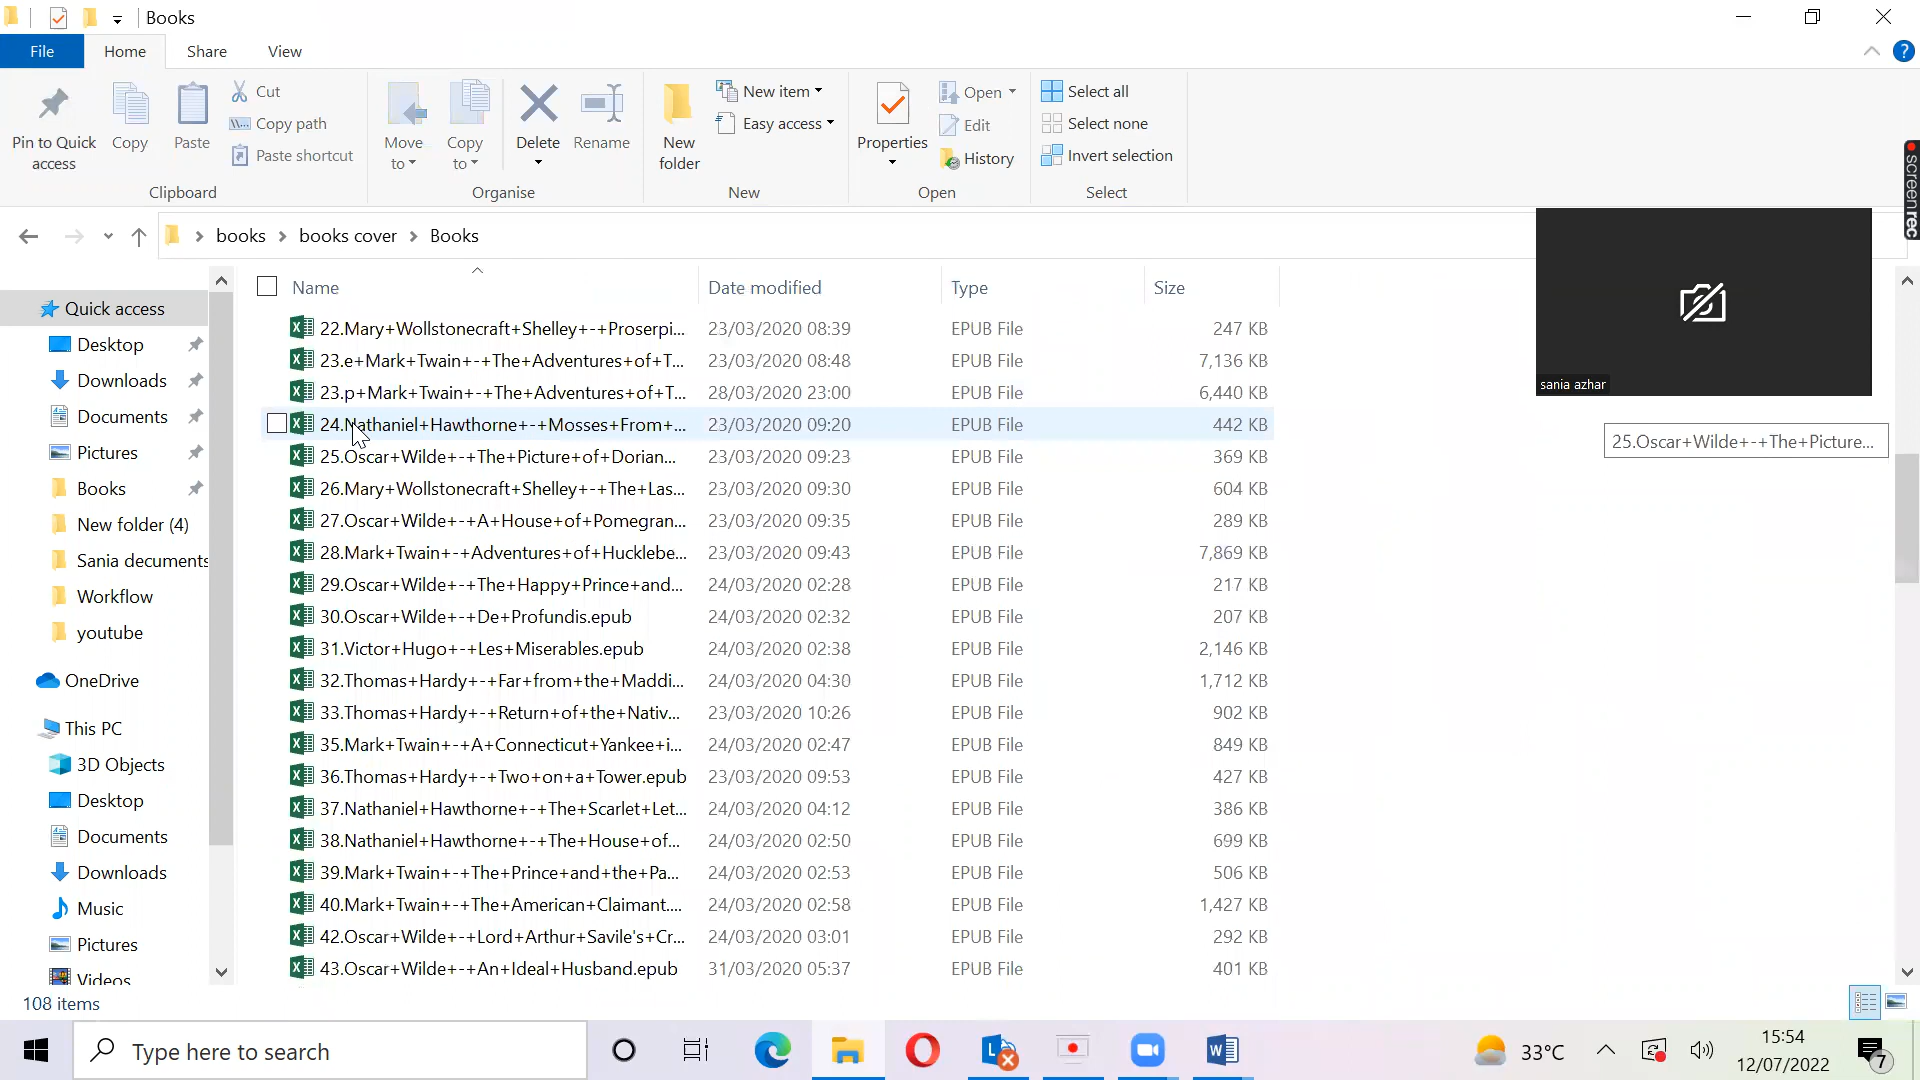 Books
File
Home
Share
View
Pin to Quick access
Copy
Paste
Cut
Copy path
Paste shortcut
Clipboard
Move to
Copy to
Delete
Rename
Organise
New folder
New item
Easy access
New
Properties
Open
Edit
History
Open
Select all
Select none
Invert selection
Select
screenrec
books
books cover
Books
sania azhar
25.Oscar+Wilde+-+The+Picture...
Quick access
Desktop
Downloads
Documents
Pictures
Books
New folder (4)
Sania decuments
Workflow
youtube
OneDrive
This PC
3D Objects
Desktop
Documents
Downloads
Music
Pictures
Videos
Name Date modified Type Size
22.Mary+Wollstonecraft+Shelley+-+Proserpi... 23/03/2020 08:39 EPUB File 247 KB
23.e+Mark+Twain+-+The+Adventures+of+T... 23/03/2020 08:48 EPUB File 7,136 KB
23.p+Mark+Twain+-+The+Adventures+of+T... 28/03/2020 23:00 EPUB File 6,440 KB
24.Nathaniel+Hawthorne+-+Mosses+From+... 23/03/2020 09:20 EPUB File 442 KB
25.Oscar+Wilde+-+The+Picture+of+Dorian... 23/03/2020 09:23 EPUB File 369 KB
26.Mary+Wollstonecraft+Shelley+-+The+Las... 23/03/2020 09:30 EPUB File 604 KB
27.Oscar+Wilde+-+A+House+of+Pomegran... 23/03/2020 09:35 EPUB File 289 KB
28.Mark+Twain+-+Adventures+of+Hucklebe... 23/03/2020 09:43 EPUB File 7,869 KB
29.Oscar+Wilde+-+The+Happy+Prince+and... 24/03/2020 02:28 EPUB File 217 KB
30.Oscar+Wilde+-+De+Profundis.epub 24/03/2020 02:32 EPUB File 207 KB
31.Victor+Hugo+-+Les+Miserables.epub 24/03/2020 02:38 EPUB File 2,146 KB
32.Thomas+Hardy+-+Far+from+the+Maddi... 24/03/2020 04:30 EPUB File 1,712 KB
33.Thomas+Hardy+-+Return+of+the+Nativ... 23/03/2020 10:26 EPUB File 902 KB
35.Mark+Twain+-+A+Connecticut+Yankee+i... 24/03/2020 02:47 EPUB File 849 KB
36.Thomas+Hardy+-+Two+on+a+Tower.epub 23/03/2020 09:53 EPUB File 427 KB
37.Nathaniel+Hawthorne+-+The+Scarlet+Let... 24/03/2020 04:12 EPUB File 386 KB
38.Nathaniel+Hawthorne+-+The+House+of... 24/03/2020 02:50 EPUB File 699 KB
39.Mark+Twain+-+The+Prince+and+the+Pa... 24/03/2020 02:53 EPUB File 506 KB
40.Mark+Twain+-+The+American+Claimant.... 24/03/2020 02:58 EPUB File 1,427 KB
42.Oscar+Wilde+-+Lord+Arthur+Savile's+Cr... 24/03/2020 03:01 EPUB File 292 KB
43.Oscar+Wilde+-+An+Ideal+Husband.epub 31/03/2020 05:37 EPUB File 401 KB
108 items
Type here to search
33°C
15:54
12/07/2022
7